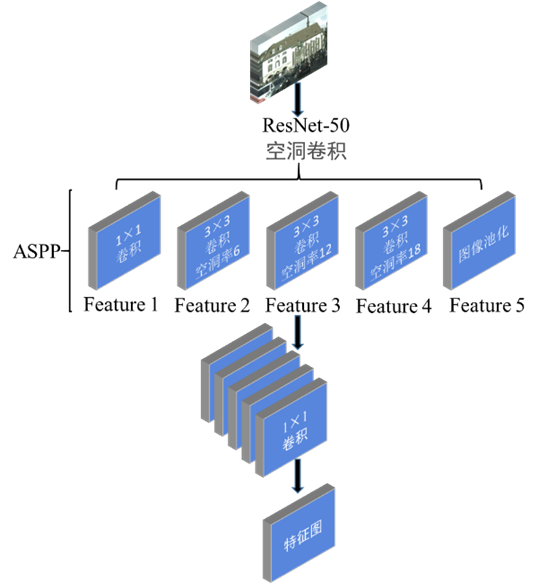 ResNet-50
空洞卷积
ASPP
1×1
卷积
3×3
卷积
空洞率6
3×3
卷积
空洞率12
3×3
卷积
空洞率18
图像池化
Feature 1
Feature 2
Feature 3
Feature 4
Feature 5
1×1
卷积
特征图